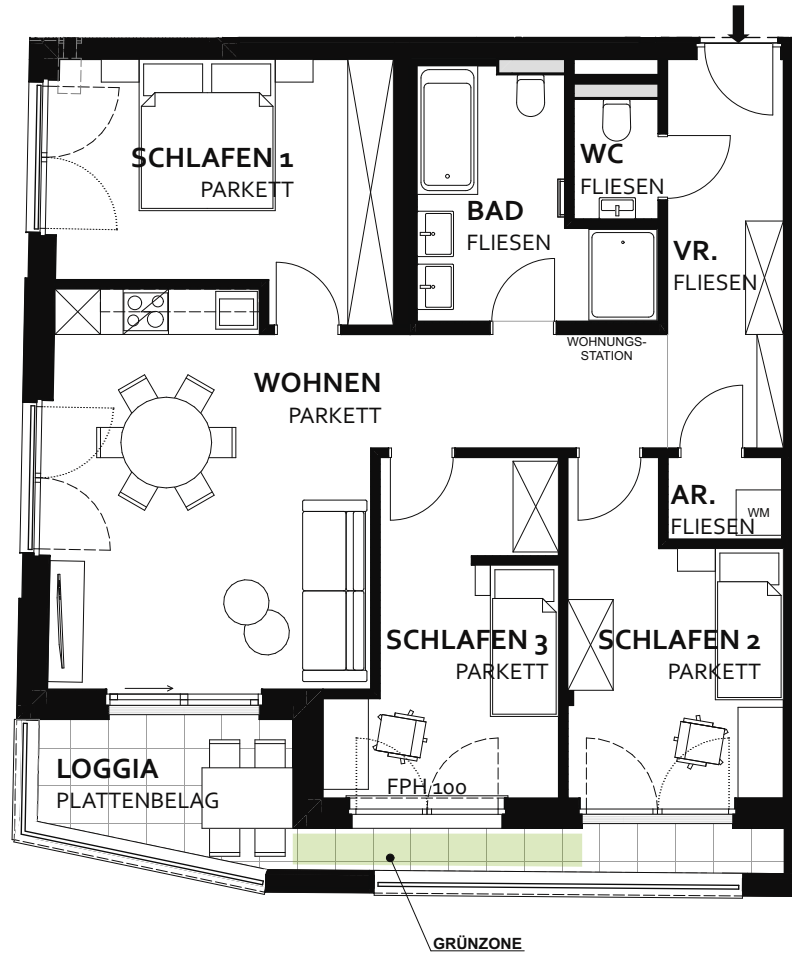 SCHLAFEN 1
PARKETT
WC
FLIESEN
BAD
FLIESEN
VR.
FLIESEN
WOHNUNGS-
STATION
WOHNEN
PARKETT
AR.
FLIESEN
WM
SCHLAFEN 3
PARKETT
SCHLAFEN 2
PARKETT
LOGGIA
PLATTENBELAG
FPH 100
GRÜNZONE